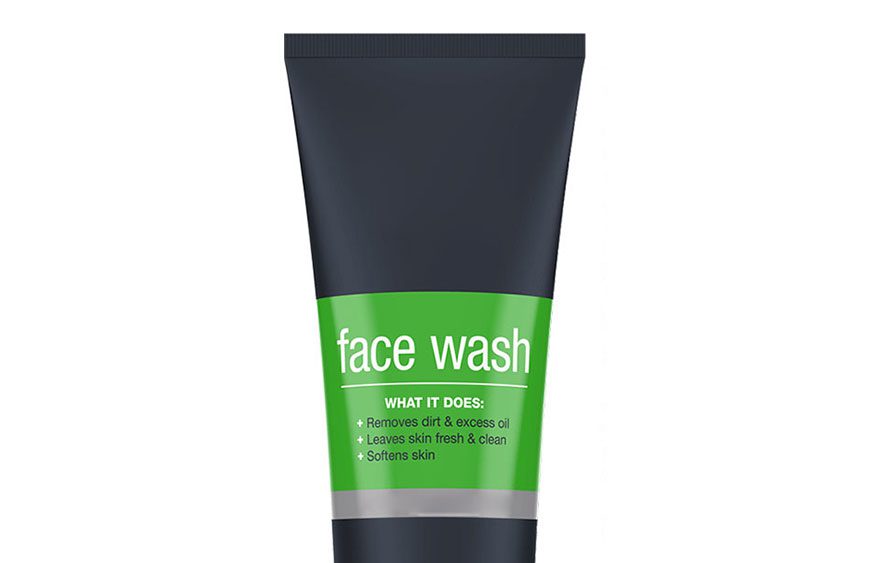 face wash
WHAT IT DOES:
+ Removes dirt & excess oil
+ Leaves skin fresh & clean
+ Softens skin